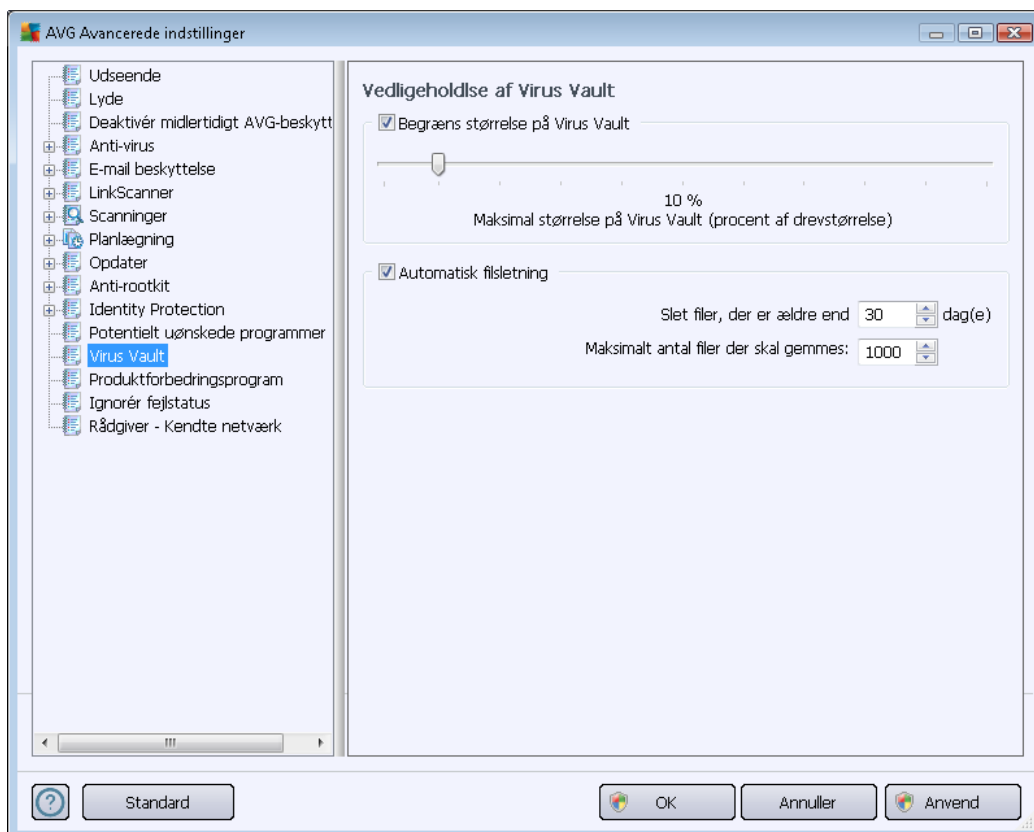 AVG Avancerede indstillinger
Udseende
Lyde
Deaktivér midlertidigt AVG-beskytt
Anti-virus
E-mail beskyttelse
LinkScanner
Scanninger
Planlægning
Opdater
Anti-rootkit
Identity Protection
Potentielt uønskede programmer
Virus Vault
Produktforbedringsprogram
Ignorér fejlstatus
Rådgiver - Kendte netværk
Vedligeholdlse af Virus Vault
Begræns størrelse på Virus Vault
10 %
Maksimal størrelse på Virus Vault (procent af drevstørrelse)
Automatisk filsletning
Slet filer, der er ældre end 30 dag(e)
Maksimalt antal filer der skal gemmes: 1000
? Standard OK Annuller Anvend